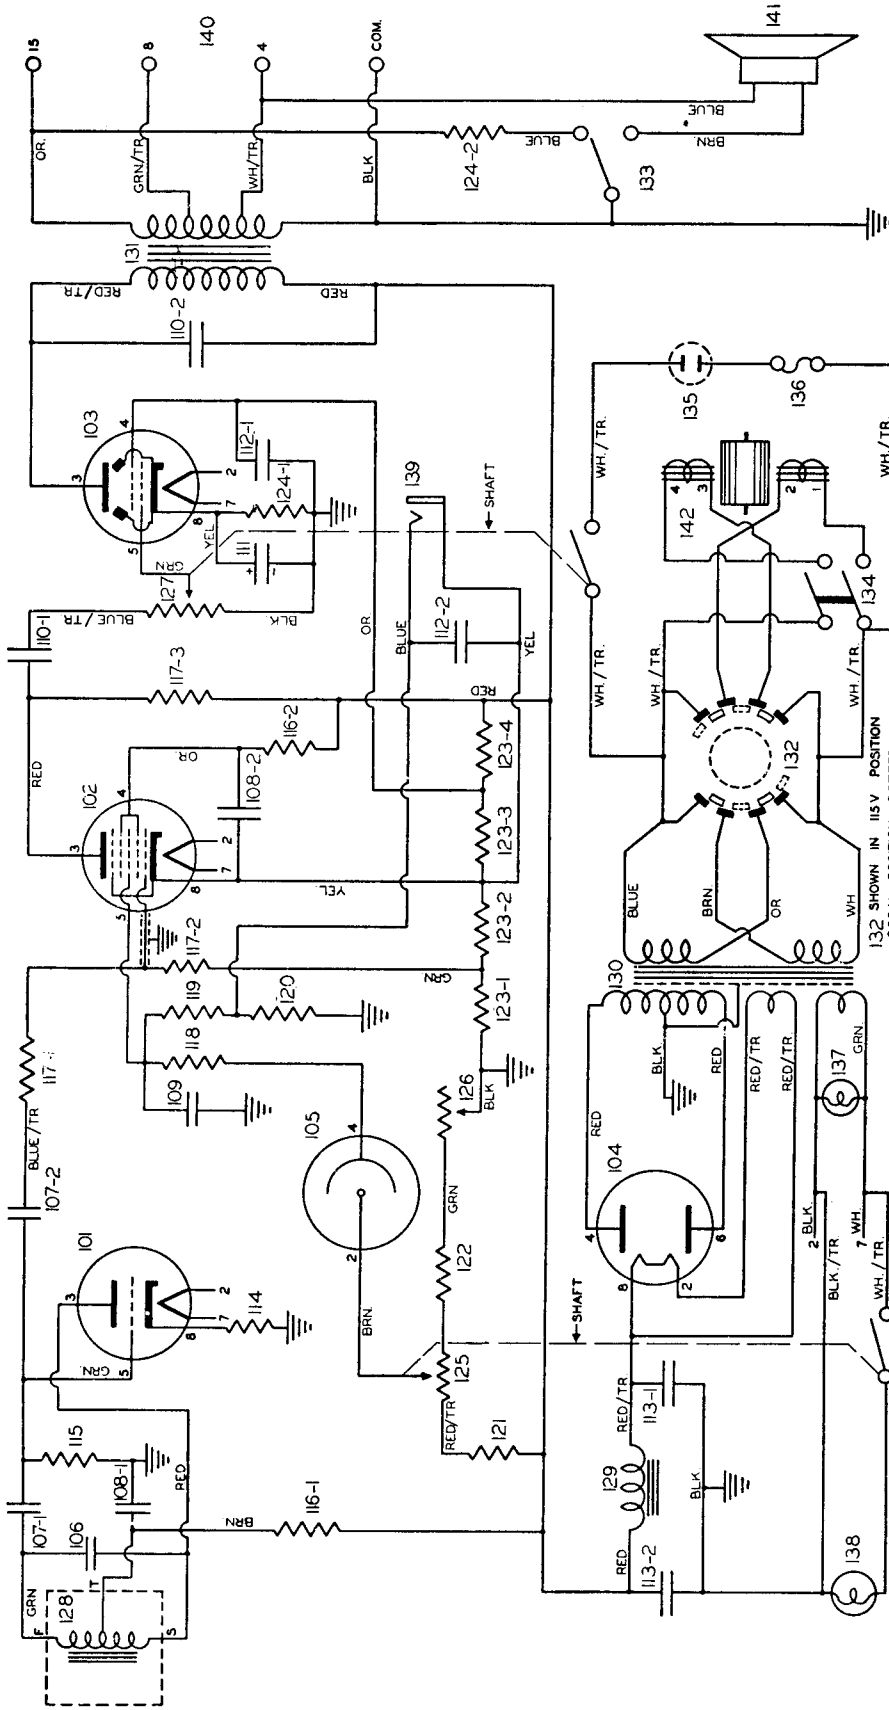 15
8
4
COM.
140
141
OR.
GRN/TR
WH/TR
BLK
BLUE
BRN.
124-2
BLUE
133
131
RED/TR
RED
110-2
103
3
4
5
8
7
2
YEL
GRN
112-1
124-1
111
+
-
127
BLUE/TR
BLK
110-1
OR
139
SHAFT
BLUE
112-2
YEL
117-3
RED
102
3
4
5
8
7
2
OR.
116-2
108-2
YEL.
RED
123-4
123-3
123-2
123-1
117-2
GRN
119
118
120
109
BLUE/TR
107-2
101
3
5
8
7
2
GRN.
114
105
4
2
BRN.
126
BLK
GRN
122
125
RED/TR
121
107-1
115
108-1
106
RED
GRN
128
F
T
S
BRN
116-1
WH./TR.
135
136
WH./TR.
142
4
3
2
1
134
WH./TR.
WH/TR.
WH/TR.
132
132 SHOWN IN 115V POSITION
BLUE
BRN.
OR
WH
130
RED
BLK.
RED
RED/TR
RED/TR
GRN.
137
104
4
6
8
2
SHAFT
BLK.
2
BLK./TR.
WH.
7
WH./TR.
RED/TR
113-1
129
BLK.
RED
113-2
138